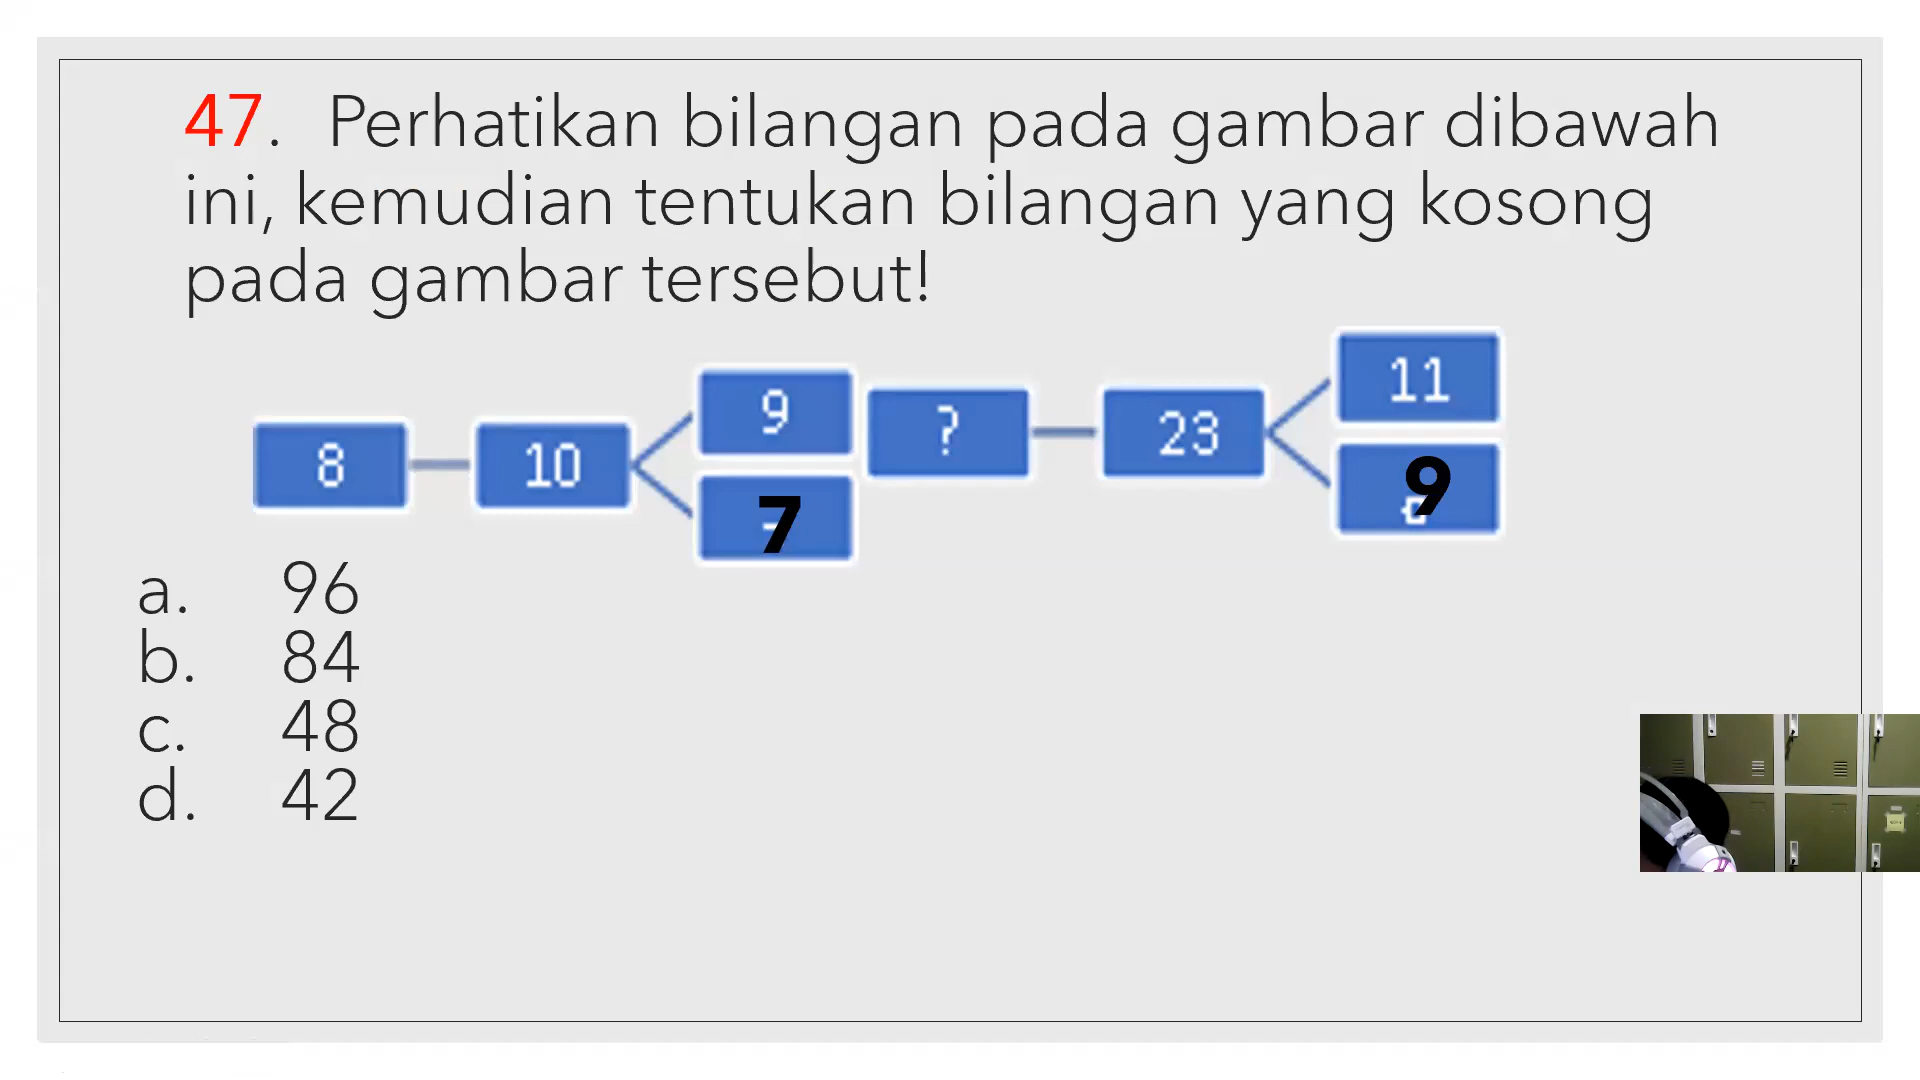 47. Perhatikan bilangan pada gambar dibawah
ini, kemudian tentukan bilangan yang kosong
pada gambar tersebut!
8 10 9 7
? 23 11 9
a. 96
b. 84
c. 48
d. 42